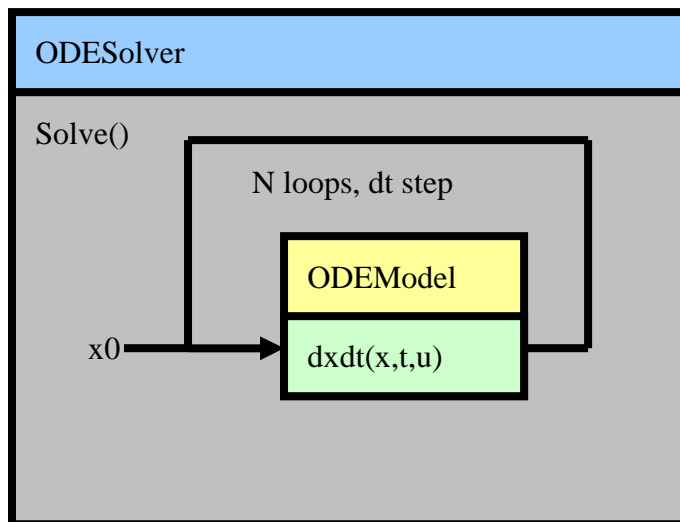 ODESolver
Solve()
N loops, dt step
ODEModel
x0
dxdt(x,t,u)